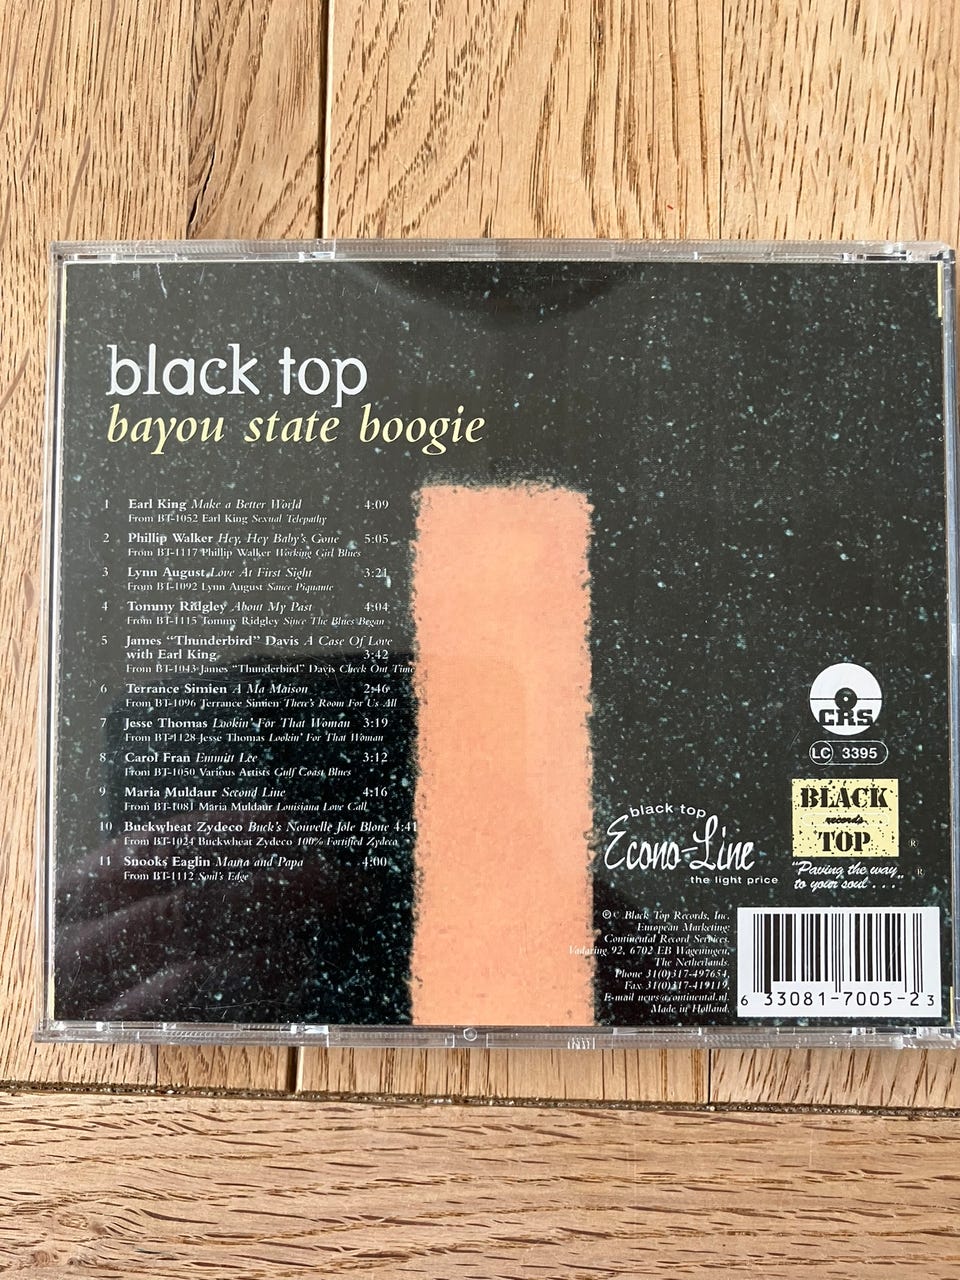 black top
bayou state boogie
1 Earl King Make a Better World 4:09
From BT-1052 Earl King Sexual Telepathy
2 Phillip Walker Hey, Hey Baby's Gone 5:05
From BT-1117 Phillip Walker Working Girl Blues
3 Lynn August Love At First Sight 3:21
From BT-1092 Lynn August Sauce Piquante
4 Tommy Ridgley About My Past 4:04
From BT-1115 Tommy Ridgley Since The Blues Began
5 James "Thunderbird" Davis A Case Of Love
with Earl King 3:42
From BT-1043 James "Thunderbird" Davis Check Out Time
6 Terrance Simien A Ma Maison 2:46
From BT-1096 Terrance Simien There's Room For Us All
7 Jesse Thomas Lookin' For That Woman 3:19
From BT-1128 Jesse Thomas Lookin' For That Woman
8 Carol Fran Emmitt Lee 3:12
From BT-1050 Various Artists Gulf Coast Blues
9 Maria Muldaur Second Line 4:16
From BT-1081 Maria Muldaur Louisiana Love Call
10 Buckwheat Zydeco Buck's Nouvelle Jole Blone 4:41
From BT-1024 Buckwheat Zydeco 100% Fortified Zydeco
11 Snooks Eaglin Mama and Papa 4:00
From BT-1112 Soul's Edge
CRS
LC 3395
BLACK
records
TOP ®
"Paving the way ®
to your soul . . ."
black top
Econo-Line
the light price
℗© Black Top Records, Inc.
European Marketing:
Continental Record Services,
Vadaring 92, 6702 EB Wageningen,
The Netherlands.
Phone 31(0)317-497654,
Fax 31(0)317-419119,
E-mail news@continental.nl.
Made in Holland.
6 33081-7005-2 3